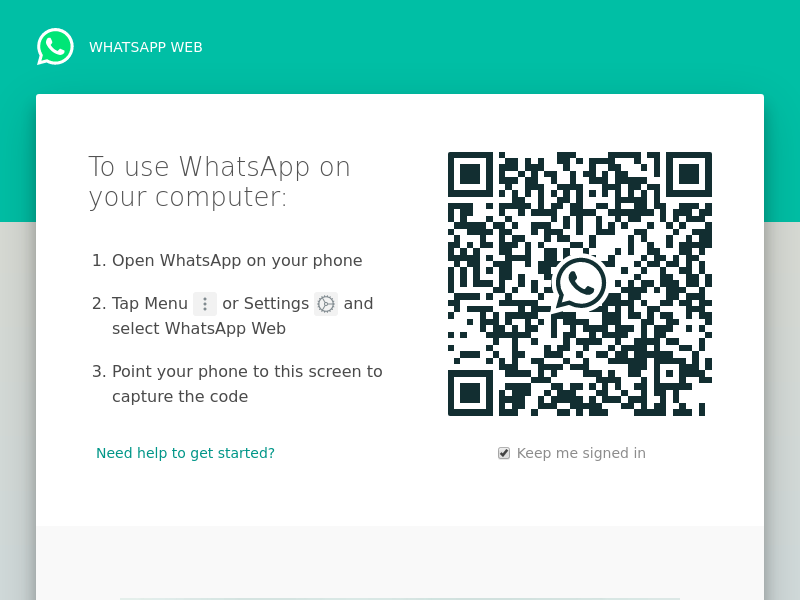 WHATSAPP WEB
To use WhatsApp on
your computer:
1. Open WhatsApp on your phone
2. Tap Menu or Settings and
select WhatsApp Web
3. Point your phone to this screen to
capture the code
Need help to get started?
Keep me signed in